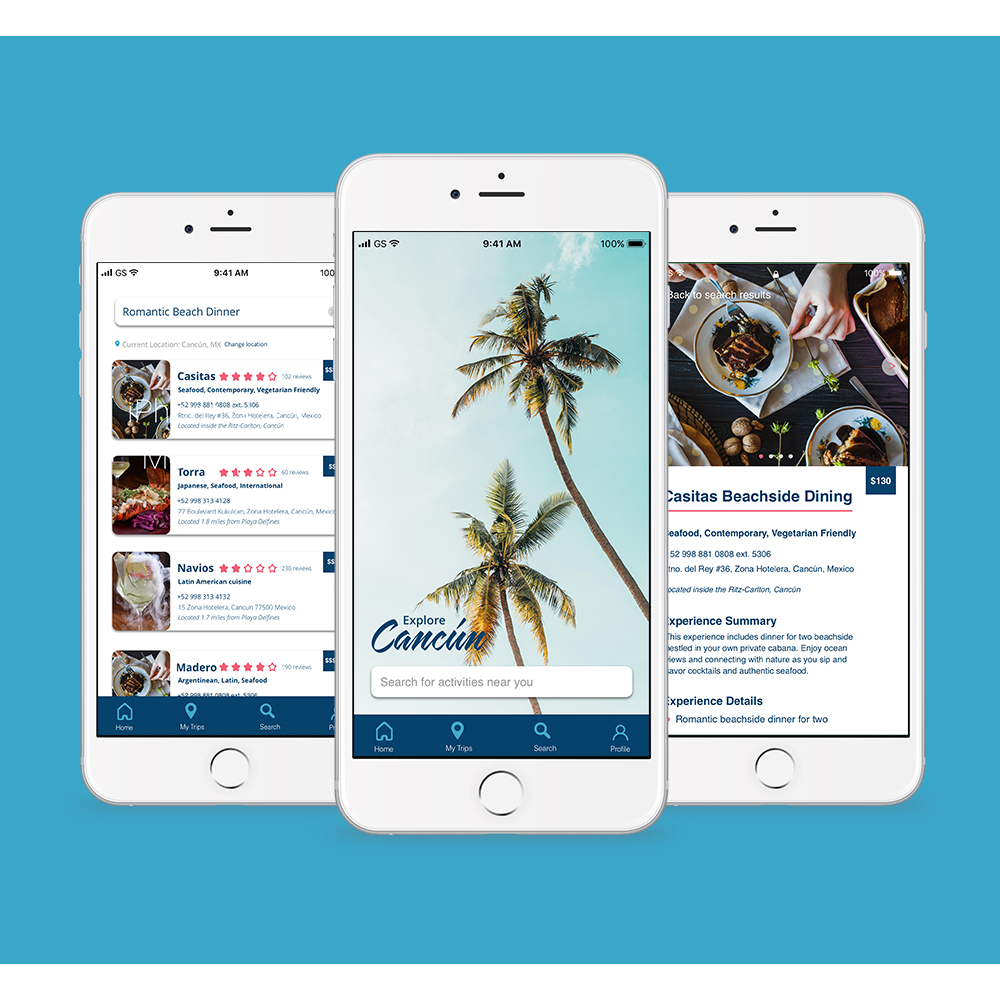 GS
9:41 AM
100
Romantic Beach Dinner
Current Location: Cancún, MX Change location
Casitas
102 reviews
Seafood, Contemporary, Vegetarian Friendly
+52 998 881 0808 ext. 5306
Rtno. del Rey #36, Zona Hotelera, Cancún, Mexico
Located inside the Ritz-Carlton, Cancún
Torra
60 reviews
Japanese, Seafood, International
+52 998 313 4128
77 Boulevard Kukulcan, Zona Hotelera, Cancún, Mexico
Located 1.8 miles from Playa Delfines
Navios
230 reviews
Latin American cuisine
+52 998 313 4132
15 Zona Hotelera, Cancun 77500 Mexico
Located 1.7 miles from Playa Delfines
Madero
190 reviews
Argentinean, Latin, Seafood
+52 998 881 0808 ext. 5306
Home
My Trips
Search
GS
9:41 AM
100%
Explore
Cancún
Search for activities near you
Home
My Trips
Search
Profile
100%
Back to search results
$130
Casitas Beachside Dining
Seafood, Contemporary, Vegetarian Friendly
52 998 881 0808 ext. 5306
Rtno. del Rey #36, Zona Hotelera, Cancún, Mexico
Located inside the Ritz-Carlton, Cancún
Experience Summary
This experience includes dinner for two beachside
nestled in your own private cabana. Enjoy ocean
views and connecting with nature as you sip and
savor cocktails and authentic seafood.
Experience Details
Romantic beachside dinner for two